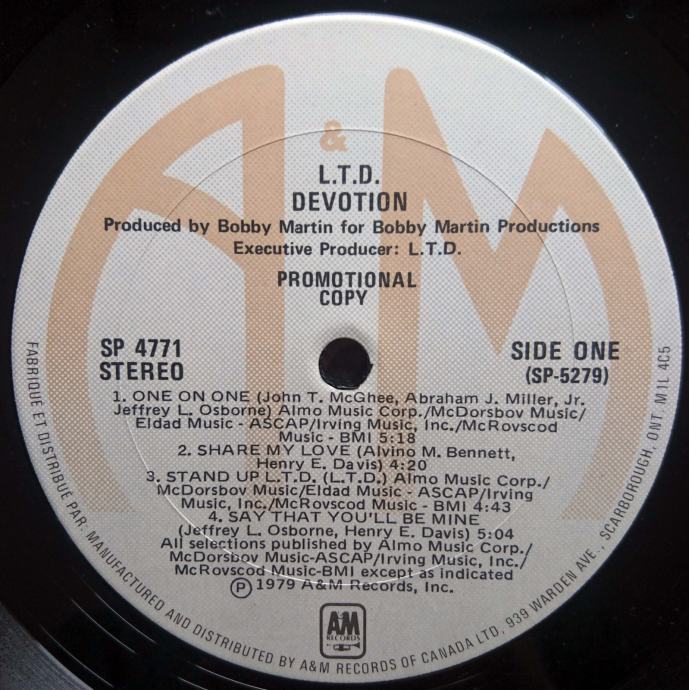 &
L.T.D.
DEVOTION
Produced by Bobby Martin for Bobby Martin Productions
Executive Producer: L.T.D.
PROMOTIONAL
COPY
SP 4771
STEREO
SIDE ONE
(SP-5279)
1. ONE ON ONE (John T. McGhee, Abraham J. Miller, Jr.
Jeffrey L. Osborne) Almo Music Corp./McDorsbov Music/
Eldad Music - ASCAP/Irving Music, Inc./McRovscod
Music - BMI 5:18
2. SHARE MY LOVE (Alvino M. Bennett,
Henry E. Davis) 4:20
3. STAND UP L.T.D. (L.T.D.) Almo Music Corp./
McDorsbov Music/Eldad Music - ASCAP/Irving
Music, Inc./McRovscod Music - BMI 4:43
4. SAY THAT YOU'LL BE MINE
(Jeffrey L. Osborne, Henry E. Davis) 5:04
All selections published by Almo Music Corp./
McDorsbov Music-ASCAP/Irving Music, Inc./
McRovscod Music-BMI except as indicated
Ⓟ 1979 A&M Records, Inc.
A&M
RECORDS
FABRIQUÉ ET DISTRIBUÉ PAR: MANUFACTURED AND DISTRIBUTED BY A&M RECORDS OF CANADA LTD, 939 WARDEN AVE., SCARBOROUGH, ONT. M1L 4C5